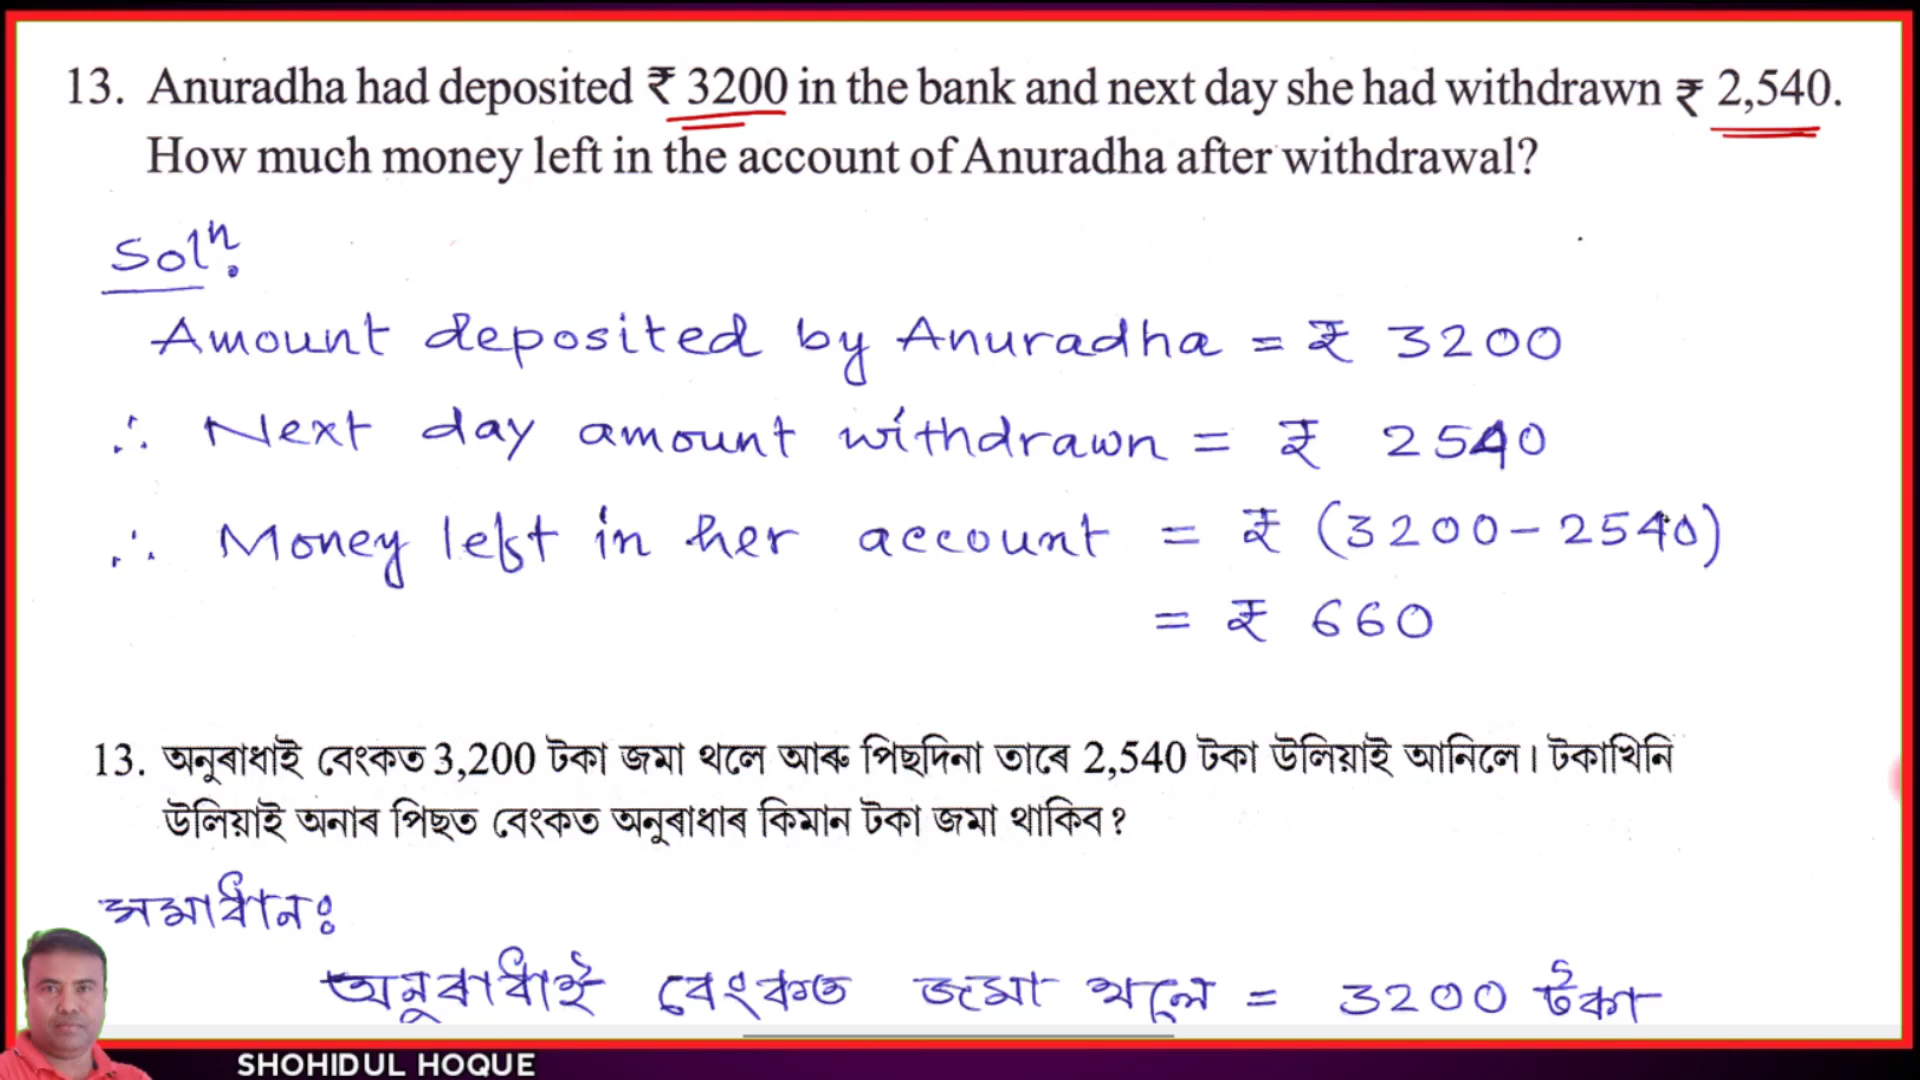 13. Anuradha had deposited ₹ 3200 in the bank and next day she had withdrawn ₹ 2,540.
How much money left in the account of Anuradha after withdrawal?
Solⁿ:
Amount deposited by Anuradha = ₹ 3200
∴ Next day amount withdrawn = ₹ 2540
∴ Money left in her account = ₹ (3200-2540)
= ₹ 660
13. অনুৰাধাই বেংকত 3,200 টকা জমা থলে আৰু পিছদিনা তাৰে 2,540 টকা উলিয়াই আনিলে। টকাখিনি
উলিয়াই অনাৰ পিছত বেংকত অনুৰাধাৰ কিমান টকা জমা থাকিব?
সমাধানঃ
অনুৰাধাই বেংকত জমা থলে = 3200 টকা
SHOHIDUL HOQUE